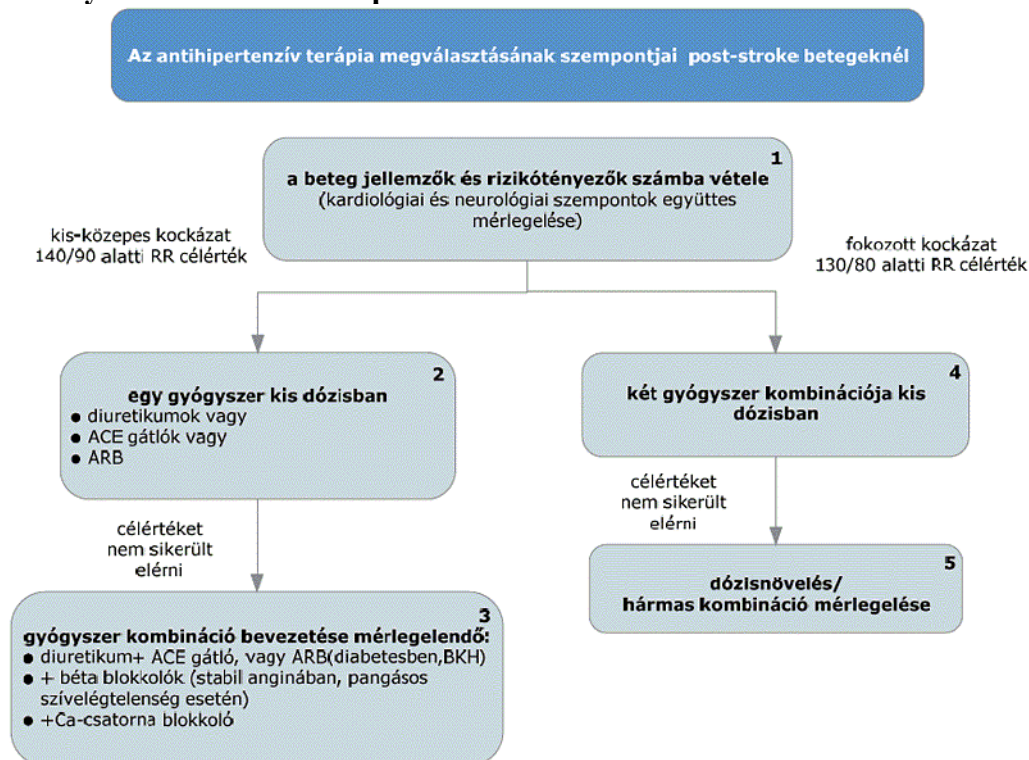 Az antihipertenzív terápia megválasztásának szempontjai post-stroke betegeknél
1
a beteg jellemzők és rizikótényezők számba vétele
(kardiológiai és neurológiai szempontok együttes
mérlegelése)
kis-közepes kockázat
140/90 alatti RR célérték
fokozott kockázat
130/80 alatti RR célérték
2
egy gyógyszer kis dózisban
● diuretikumok vagy
● ACE gátlók vagy
● ARB
4
két gyógyszer kombinációja kis
dózisban
célértéket
nem sikerült
elérni
célértéket
nem sikerült
elérni
3
gyógyszer kombináció bevezetése mérlegelendő:
● diuretikum+ ACE gátló, vagy ARB(diabetesben,BKH)
● + béta blokkolók (stabil anginában, pangásos
szívelégtelenség esetén)
● +Ca-csatorna blokkoló
5
dózisnövelés/
hármas kombináció mérlegelése